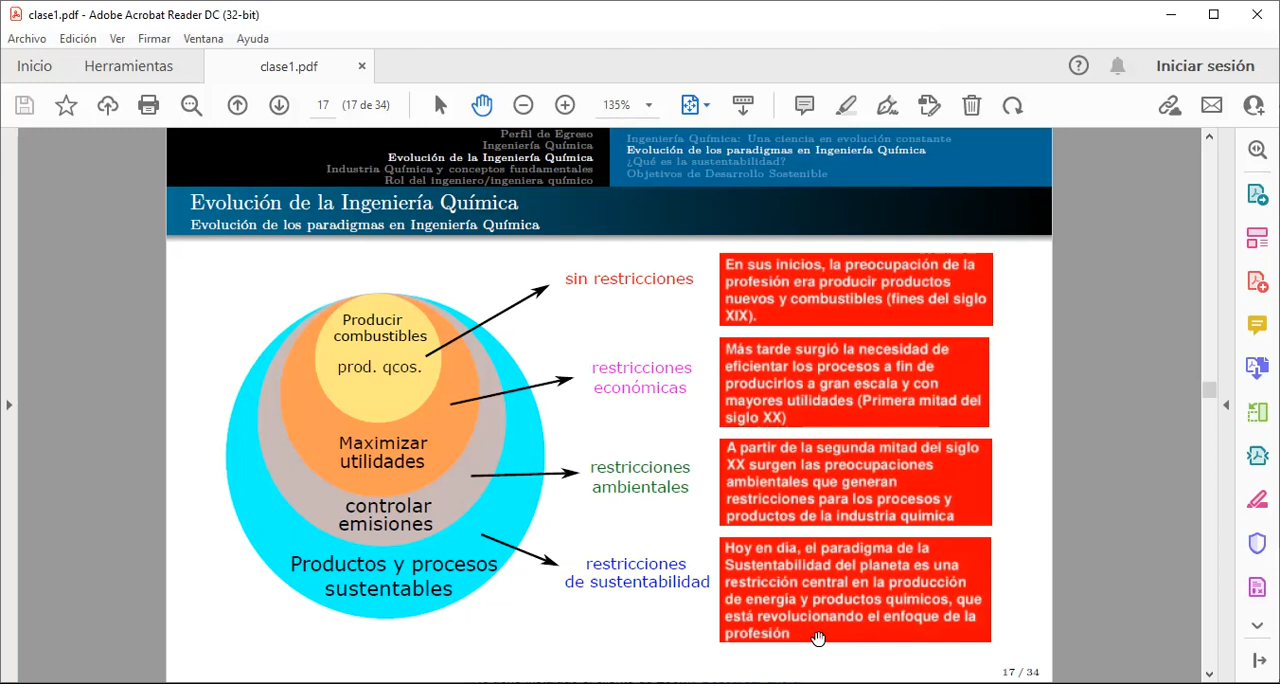 clase1.pdf - Adobe Acrobat Reader DC (32-bit)
Archivo Edición Ver Firmar Ventana Ayuda
Inicio Herramientas clase1.pdf × Iniciar sesión
17 (17 de 34) 135%
Perfil de Egreso
Ingeniería Química
Evolución de la Ingeniería Química
Industria Química y conceptos fundamentales
Rol del ingeniero/ingeniera químico
Ingeniería Química: Una ciencia en evolución constante
Evolución de los paradigmas en Ingeniería Química
¿Qué es la sustentabilidad?
Objetivos de Desarrollo Sostenible
Evolución de la Ingeniería Química
Evolución de los paradigmas en Ingeniería Química
Producir
combustibles
prod. qcos.
Maximizar
utilidades
controlar
emisiones
Productos y procesos
sustentables
sin restricciones
restricciones
económicas
restricciones
ambientales
restricciones
de sustentabilidad
En sus inicios, la preocupación de la
profesión era producir productos
nuevos y combustibles (fines del siglo
XIX).
Más tarde surgió la necesidad de
eficientar los procesos a fin de
producirlos a gran escala y con
mayores utilidades (Primera mitad del
siglo XX)
A partir de la segunda mitad del siglo
XX surgen las preocupaciones
ambientales que generan
restricciones para los procesos y
productos de la industria química
Hoy en día, el paradigma de la
Sustentabilidad del planeta es una
restricción central en la producción
de energía y productos químicos, que
está revolucionando el enfoque de la
profesión
17 / 34